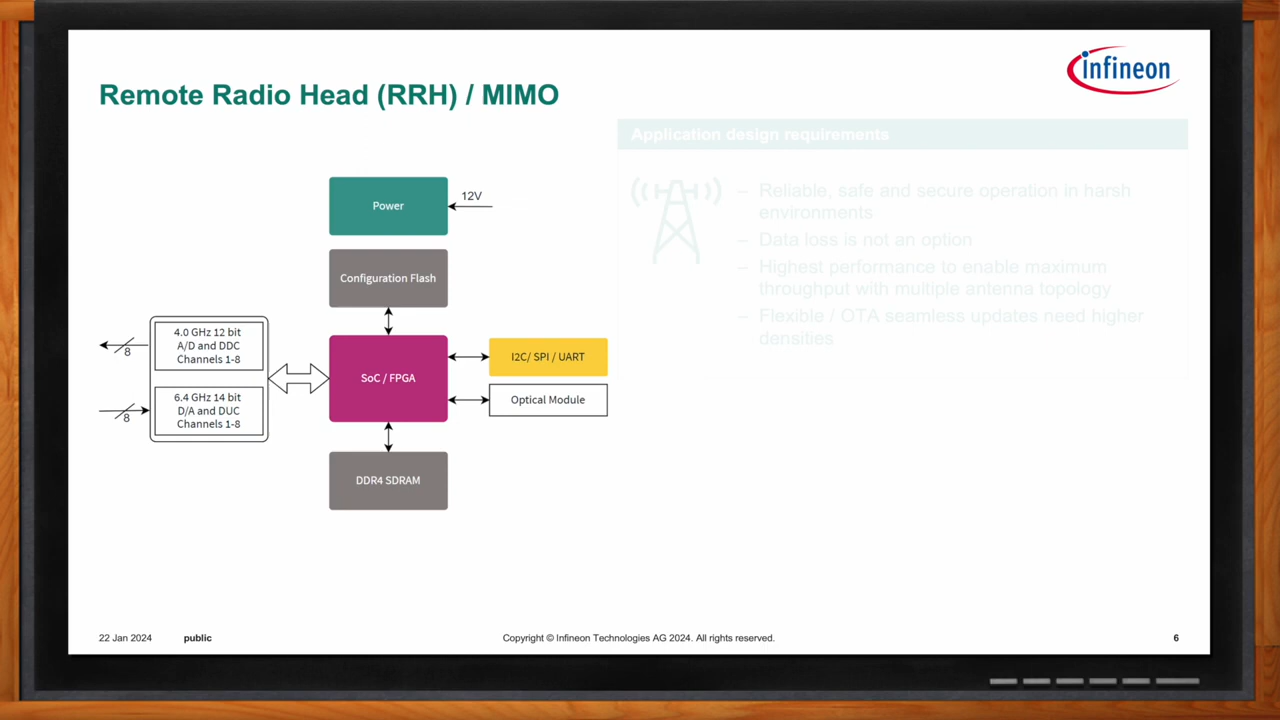 infineon
Remote Radio Head (RRH) / MIMO
Application design requirements
– Reliable, safe and secure operation in harsh
environments
– Data loss is not an option
– Highest performance to enable maximum
throughput with multiple antenna topology
– Flexible / OTA seamless updates need higher
densities
Power
12V
Configuration Flash
4.0 GHz 12 bit
A/D and DDC
Channels 1-8
8
6.4 GHz 14 bit
D/A and DUC
Channels 1-8
8
SoC / FPGA
I2C/ SPI / UART
Optical Module
DDR4 SDRAM
22 Jan 2024
public
Copyright © Infineon Technologies AG 2024. All rights reserved.
6